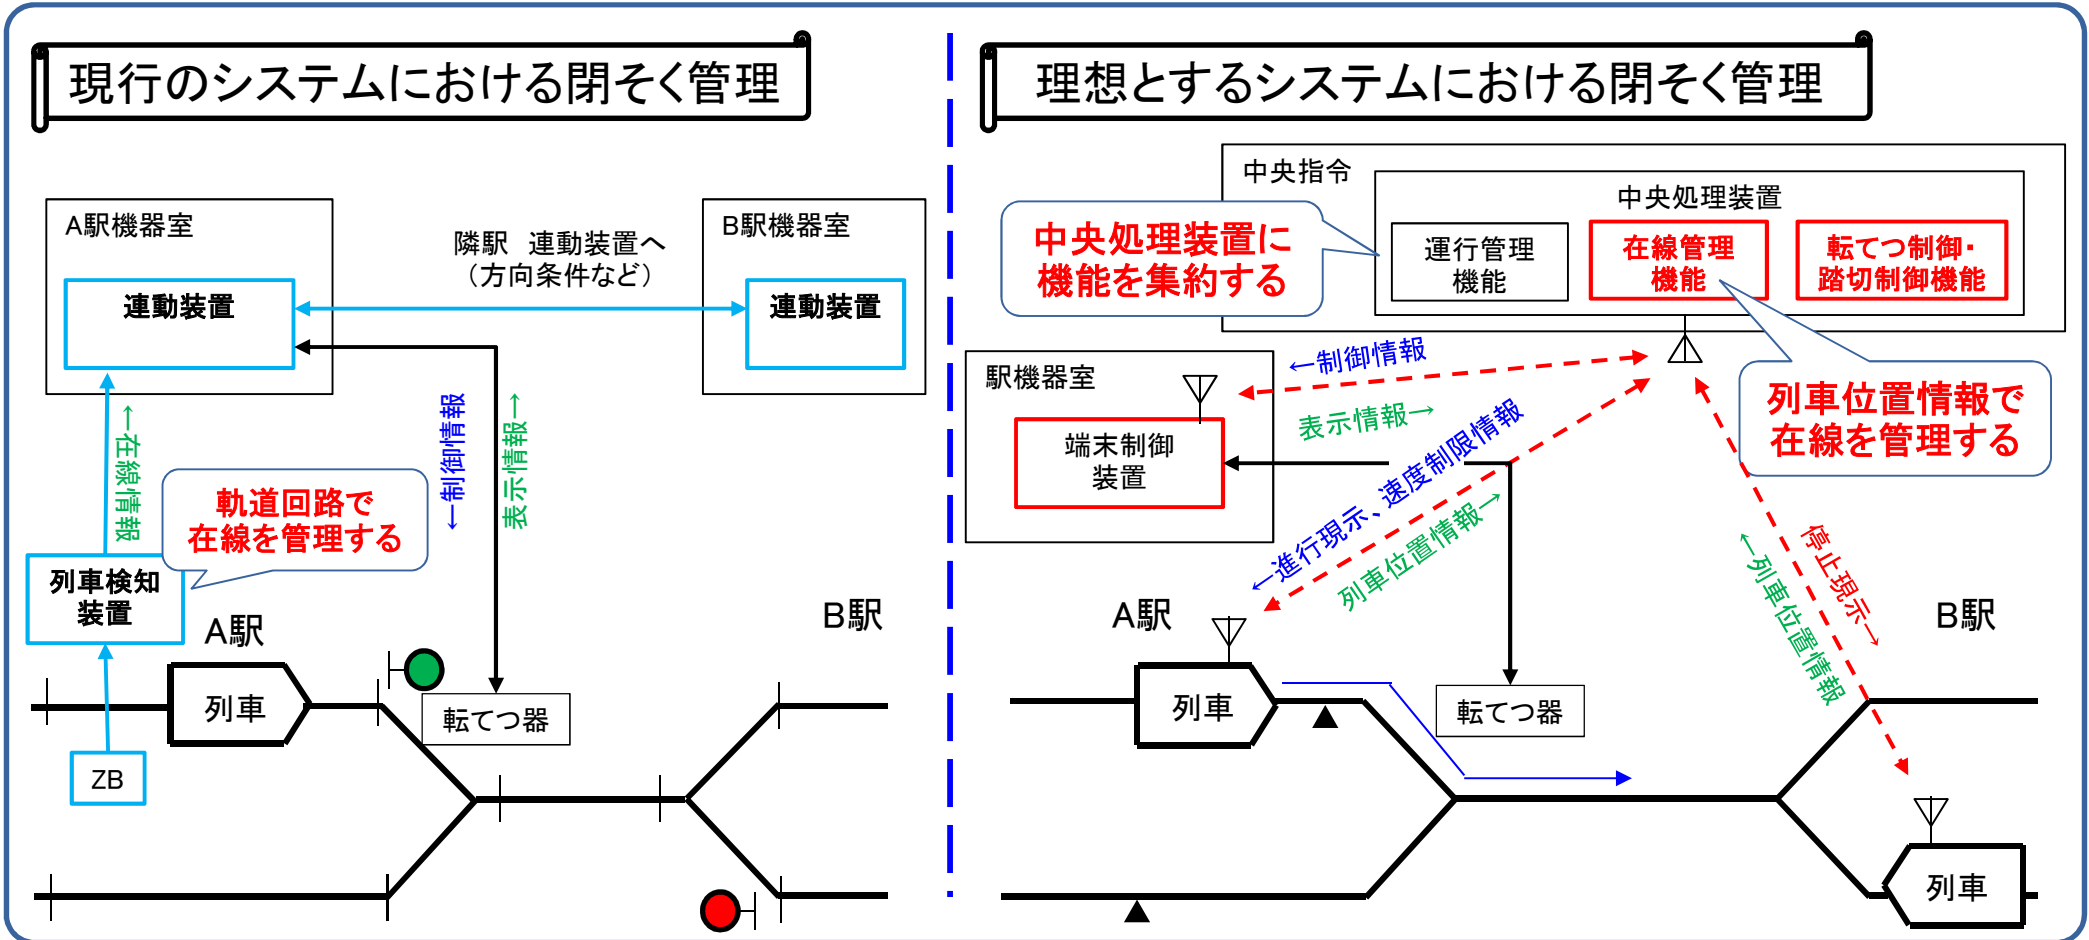 現行のシステムにおける閉そく管理
A駅機器室
連動装置
隣駅　連動装置へ
（方向条件など）
B駅機器室
連動装置
←在線情報
←制御情報
表示情報→
軌道回路で
在線を管理する
列車検知
装置
A駅
B駅
列車
転てつ器
ZB
理想とするシステムにおける閉そく管理
中央指令
中央処理装置
中央処理装置に
機能を集約する
運行管理
機能
在線管理
機能
転てつ制御・
踏切制御機能
駅機器室
端末制御
装置
←制御情報
表示情報→
列車位置情報で
在線を管理する
←進行現示、速度制限情報
列車位置情報→
停止現示→
←列車位置情報
A駅
B駅
列車
転てつ器
列車